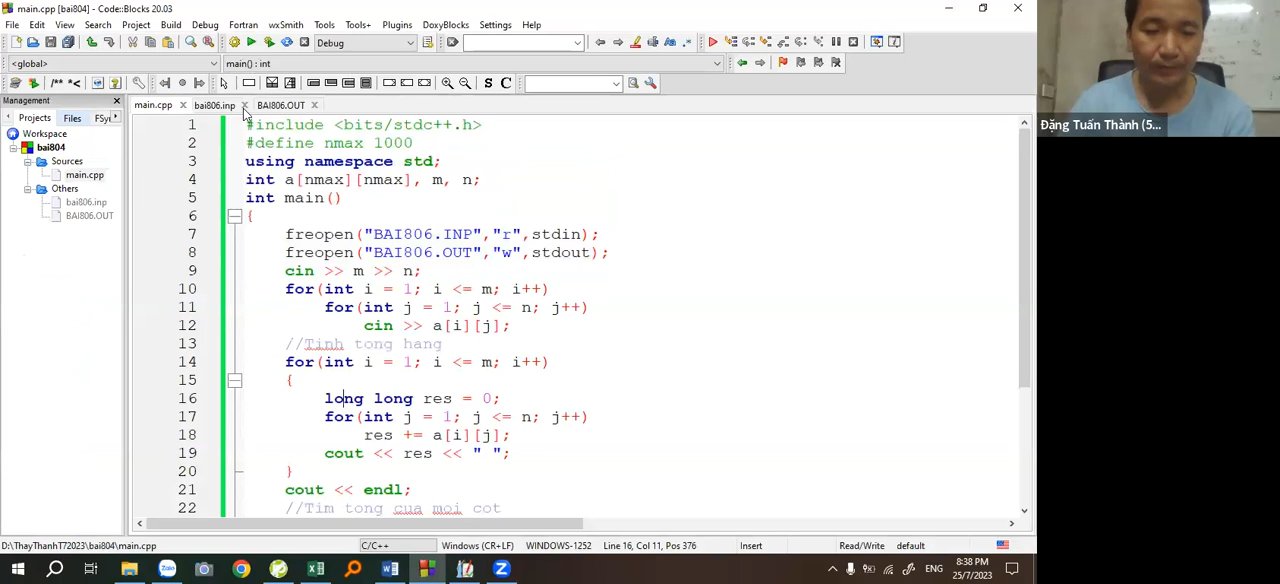 main.cpp [bai804] - Code::Blocks 20.03
File Edit View Search Project Build Debug Fortran wxSmith Tools Tools+ Plugins DoxyBlocks Settings Help
Debug
<global> main() : int
/** *<
S C
Management
Projects Files FSy
main.cpp bai806.inp BAI806.OUT
Workspace
bai804
Sources
main.cpp
Others
bai806.inp
BAI806.OUT
1 #include <bits/stdc++.h>
2 #define nmax 1000
3 using namespace std;
4 int a[nmax][nmax], m, n;
5 int main()
6 {
7 freopen("BAI806.INP","r",stdin);
8 freopen("BAI806.OUT","w",stdout);
9 cin >> m >> n;
10 for(int i = 1; i <= m; i++)
11 for(int j = 1; j <= n; j++)
12 cin >> a[i][j];
13 //Tinh tong hang
14 for(int i = 1; i <= m; i++)
15 {
16 long long res = 0;
17 for(int j = 1; j <= n; j++)
18 res += a[i][j];
19 cout << res << " ";
20 }
21 cout << endl;
22 //Tim tong cua moi cot
D:\ThayThanhT72023\bai804\main.cpp C/C++ Windows (CR+LF) WINDOWS-1252 Line 16, Col 11, Pos 376 Insert Read/Write default
Zalo
ENG
8:38 PM
25/7/2023
Đặng Tuấn Thành (5...